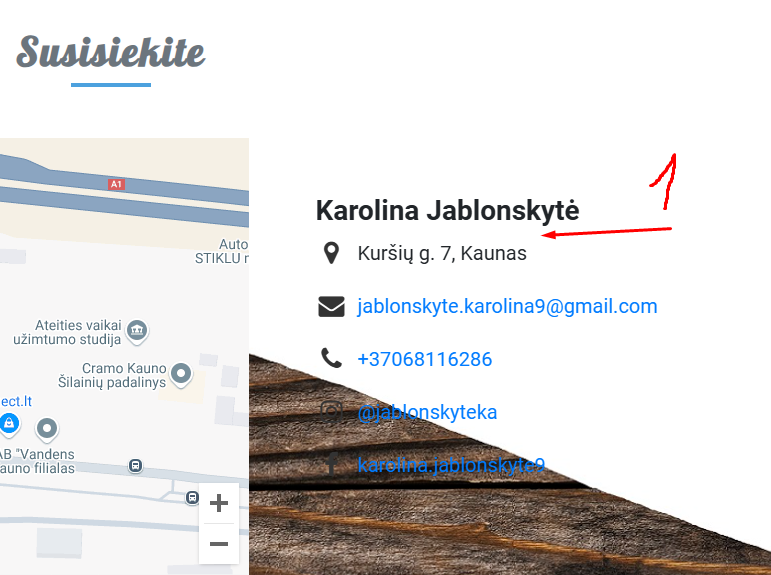 Susisiekite
1
A1
Auto
STIKLU
Ateities vaikai
užimtumo studija
Cramo Kauno
Šilainių padalinys
ect.lt
AB "Vandens
auno filialas
Karolina Jablonskytė
Kuršių g. 7, Kaunas
jablonskyte.karolina9@gmail.com
+37068116286
@jablonskyteka
karolina.jablonskyte9